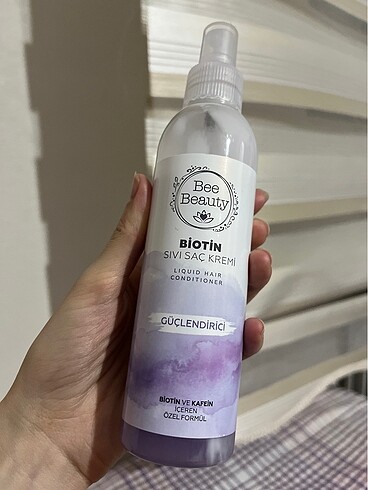 Bee
Beauty
BİOTİN
SIVI SAÇ KREMİ
LIQUID HAIR
CONDITIONER
GÜÇLENDİRİCİ
BİOTİN VE KAFEİN
İÇEREN
ÖZEL FORMÜL